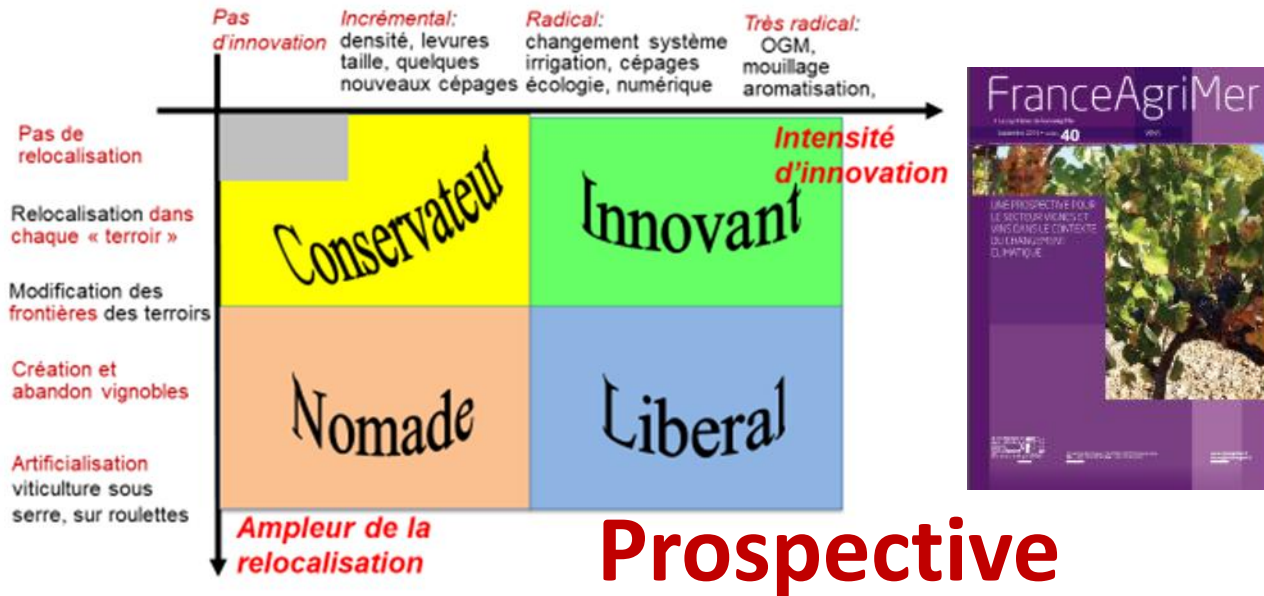 Pas
d'innovation
Incrémental:
densité, levures
taille, quelques
nouveaux cépages
Radical:
changement système
irrigation, cépages
écologie, numérique
Très radical:
OGM,
mouillage
aromatisation,
Intensité
d'innovation
Pas de
relocalisation
Relocalisation dans
chaque « terroir »
Modification des
frontières des terroirs
Création et
abandon vignobles
Artificialisation
viticulture sous
serre, sur roulettes
Conservateur
Innovant
Nomade
Liberal
Ampleur de la
relocalisation
FranceAgriMer
40
UNE PROSPECTIVE POUR
LE SECTEUR VIGNES ET
VINS DANS LE CONTEXTE
DU CHANGEMENT
CLIMATIQUE
Prospective